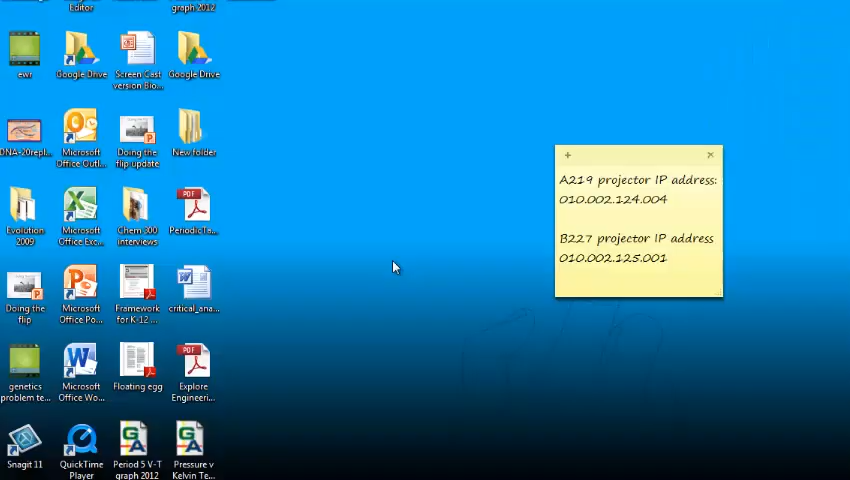 Editor
graph 2012
ewr
Google Drive
Screen Cast
version Bio...
Google Drive
DNA-20repl...
Microsoft
Office Outl...
Doing the
flip update
New folder
Evolution
2009
Microsoft
Office Exc...
Chem 300
interviews
PeriodicTa...
Doing the
flip
Microsoft
Office Po...
Framework
for K-12 ...
critical_ana...
genetics
problem te...
Microsoft
Office Wo...
Floating egg
Explore
Engineeri...
Snagit 11
QuickTime
Player
Period 5 V-T
graph 2012
Pressure v
Kelvin Te...
A219 projector IP address:
010.002.124.004
B227 projector IP address
010.002.125.001